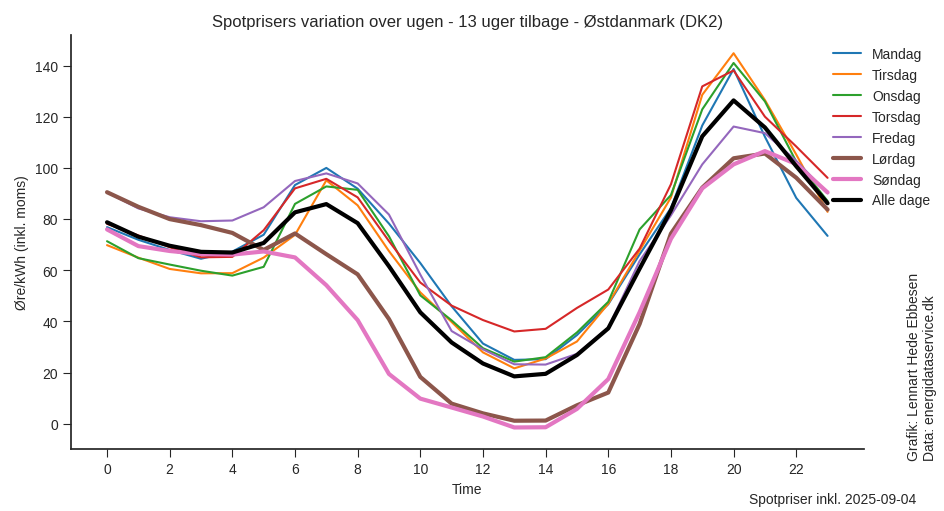 Spotprisers variation over ugen - 13 uger tilbage - Østdanmark (DK2)
Mandag
Tirsdag
Onsdag
Torsdag
Fredag
Lørdag
Søndag
Alle dage
Øre/kWh (inkl. moms)
140
120
100
80
60
40
20
0
0 2 4 6 8 10 12 14 16 18 20 22
Time
Grafik: Lennart Hede Ebbesen
Data: energidataservice.dk
Spotpriser inkl. 2025-09-04